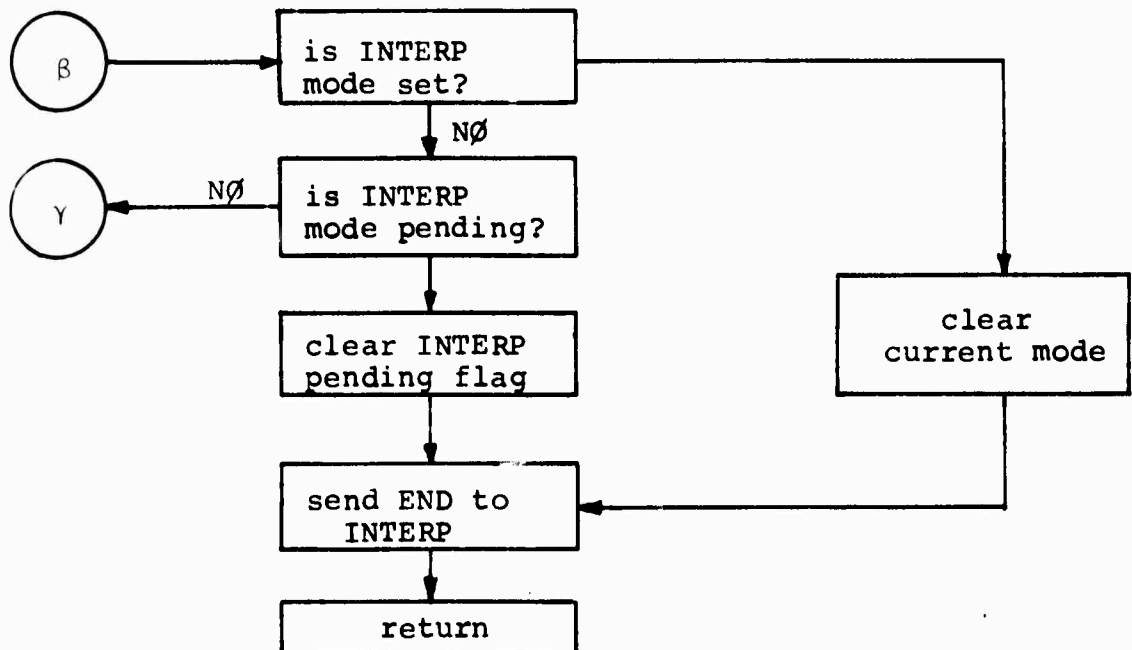 β
is INTERP
mode set?
NØ
γ
NØ
is INTERP
mode pending?
clear INTERP
pending flag
clear
current mode
send END to
INTERP
return